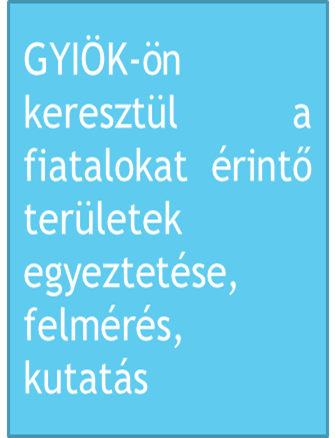 GYIÖK-ön
keresztül a
fiatalokat érintő
területek
egyeztetése,
felmérés,
kutatás